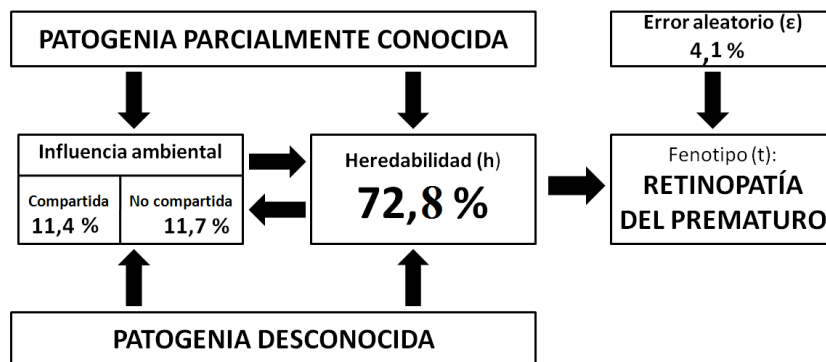 PATOGENIA PARCIALMENTE CONOCIDA
Error aleatorio (ε)
4,1 %
Influencia ambiental
Compartida
11,4 %
No compartida
11,7 %
Heredabilidad (h)
72,8 %
Fenotipo (t):
RETINOPATÍA
DEL PREMATURO
PATOGENIA DESCONOCIDA